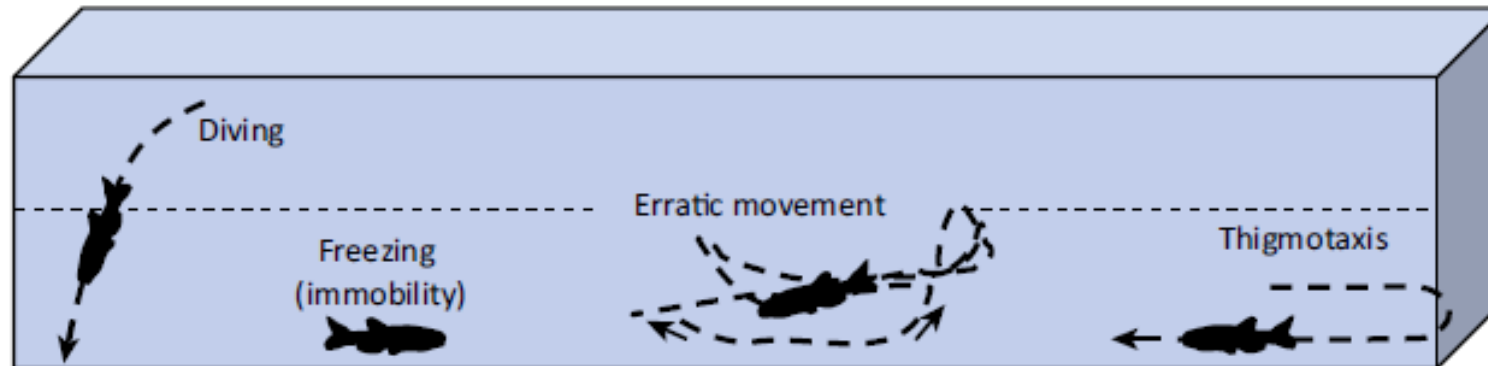 Diving
Erratic movement
Freezing
(immobility)
Thigmotaxis